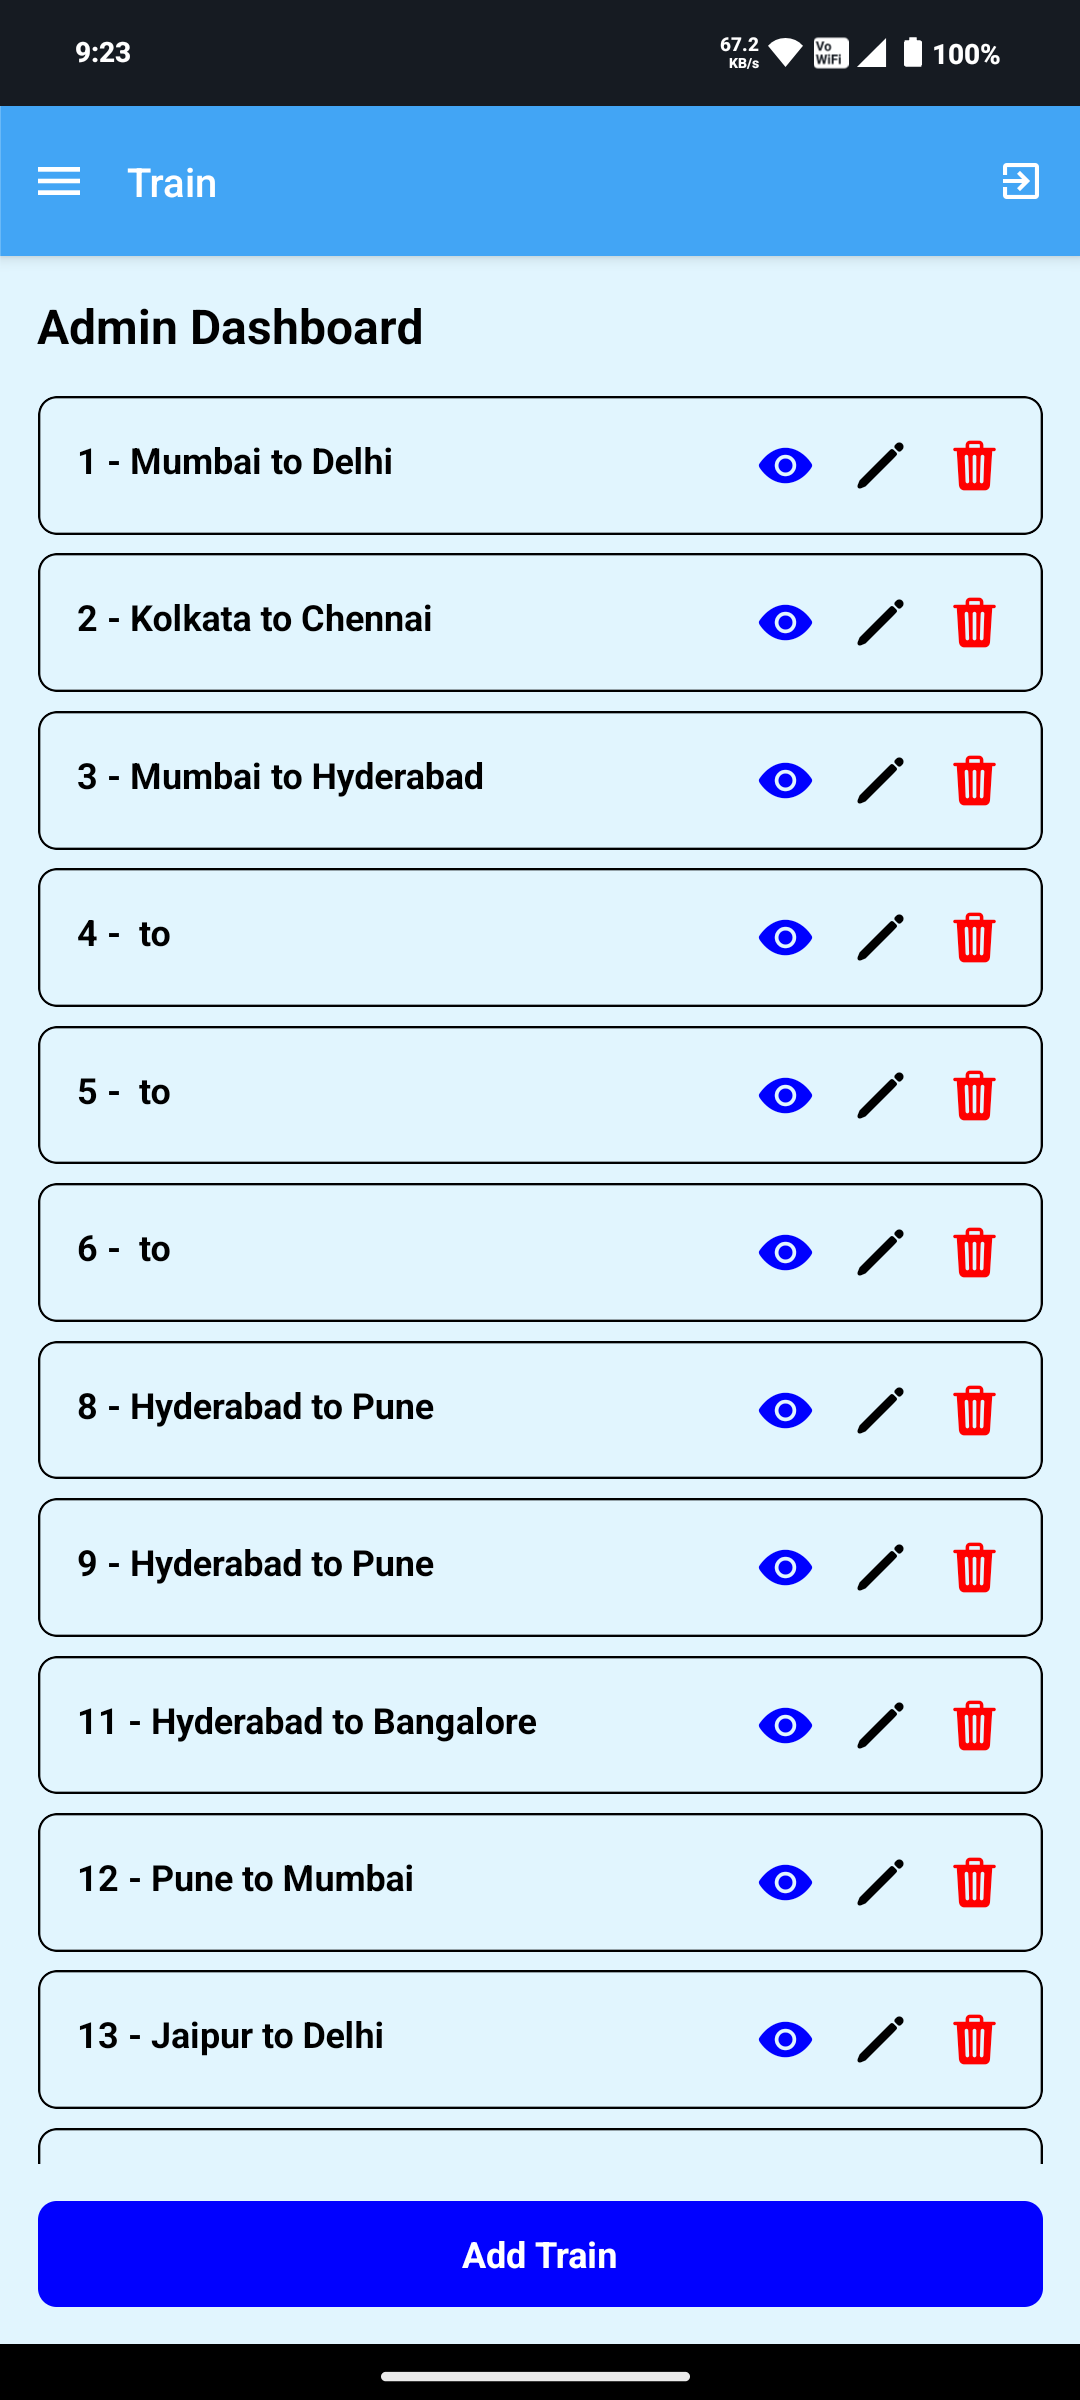 9:23
67.2
KB/s
Vo
WiFi
100%
Train
Admin Dashboard
1 - Mumbai to Delhi
2 - Kolkata to Chennai
3 - Mumbai to Hyderabad
4 -  to
5 -  to
6 -  to
8 - Hyderabad to Pune
9 - Hyderabad to Pune
11 - Hyderabad to Bangalore
12 - Pune to Mumbai
13 - Jaipur to Delhi
Add Train